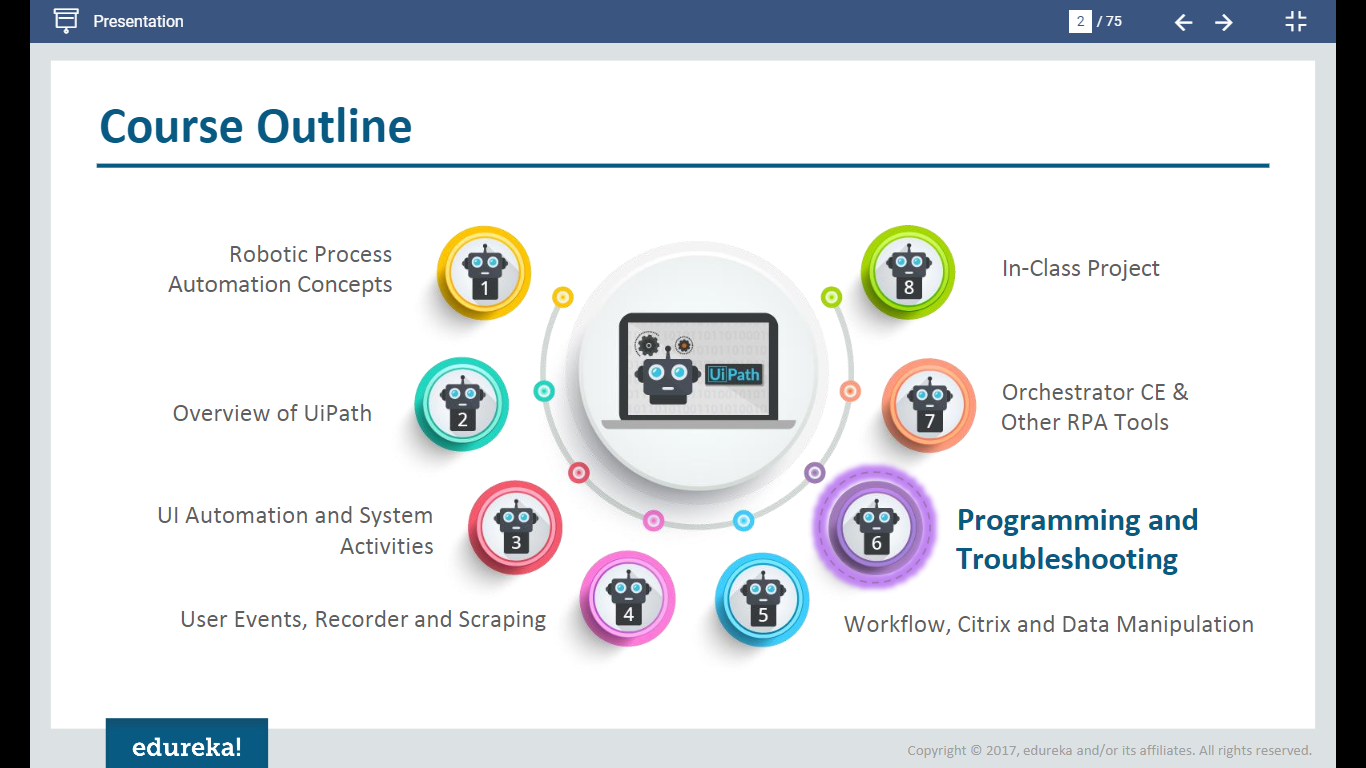 Presentation
2 / 75
Course Outline
Robotic Process
Automation Concepts
1
Overview of UiPath
2
UI Automation and System
Activities
3
User Events, Recorder and Scraping
4
5
Workflow, Citrix and Data Manipulation
6
Programming and
Troubleshooting
7
Orchestrator CE &
Other RPA Tools
8
In-Class Project
UiPath
edureka!
Copyright © 2017, edureka and/or its affiliates. All rights reserved.